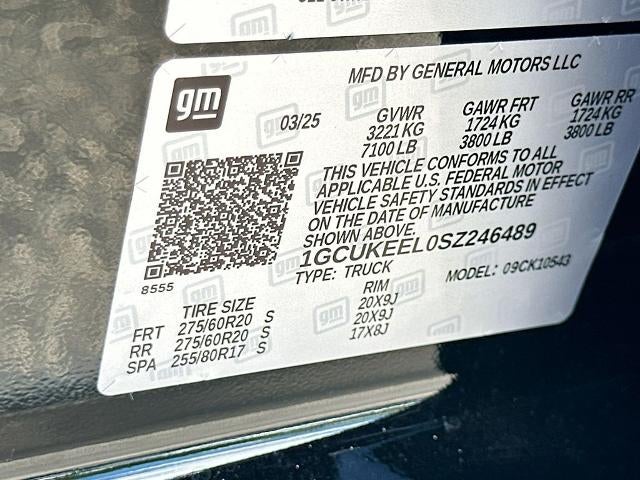 MFD BY GENERAL MOTORS LLC
gm
03/25
GVWR
3221 KG
7100 LB
GAWR FRT
1724 KG
3800 LB
GAWR RR
1724 KG
3800 LB
THIS VEHICLE CONFORMS TO ALL
APPLICABLE U.S. FEDERAL MOTOR
VEHICLE SAFETY STANDARDS IN EFFECT
ON THE DATE OF MANUFACTURE
SHOWN ABOVE.
1GCUKEEL0SZ246489
TYPE: TRUCK
MODEL: 09CK10543
8555
TIRE SIZE RIM
FRT 275/60R20 S 20X9J
RR 275/60R20 S 20X9J
SPA 255/80R17 S 17X8J